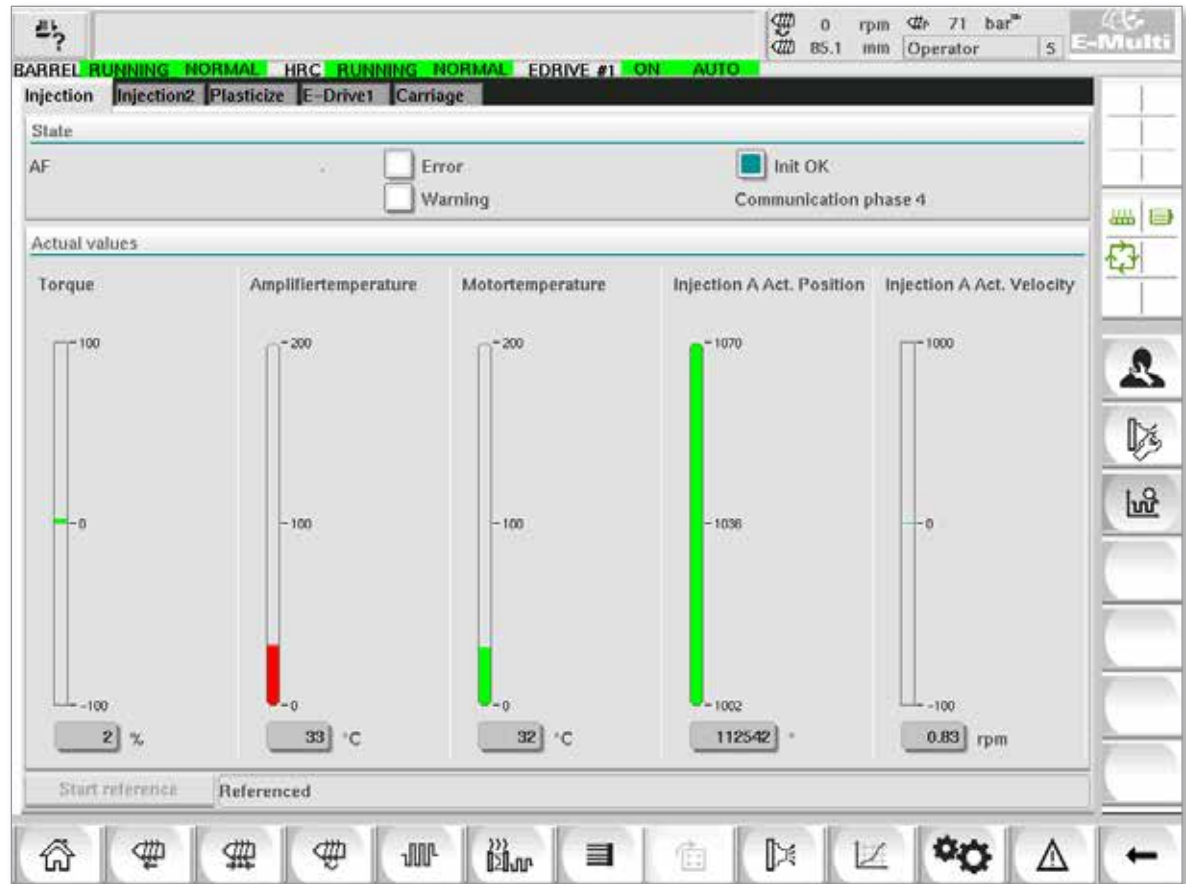 ? 0 rpm 71 bar
85.1 mm Operator 5 E-Multi
BARREL RUNNING NORMAL HRC RUNNING NORMAL EDRIVE #1 ON AUTO
Injection Injection2 Plasticize E-Drive1 Carriage
State
AF Error Init OK
Warning Communication phase 4
Actual values
Torque Amplifiertemperature Motortemperature Injection A Act. Position Injection A Act. Velocity
100 200 200 1070 1000
0 100 100 1036 0
-100 0 0 1002 -100
2 % 33 °C 32 °C 112542 ° 0.83 rpm
Start reference Referenced